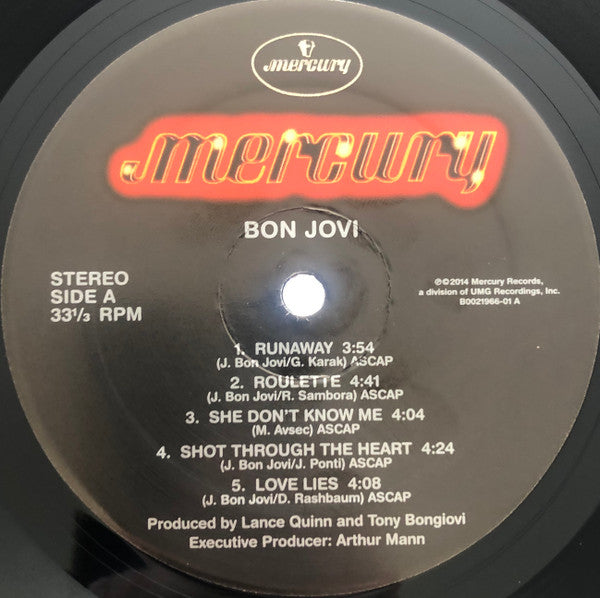 mercury
mercury
BON JOVI
STEREO
SIDE A
33 1/3 RPM
℗©2014 Mercury Records,
a division of UMG Recordings, Inc.
B0021966-01 A
1. RUNAWAY 3:54
(J. Bon Jovi/G. Karak) ASCAP
2. ROULETTE 4:41
(J. Bon Jovi/R. Sambora) ASCAP
3. SHE DON'T KNOW ME 4:04
(M. Avsec) ASCAP
4. SHOT THROUGH THE HEART 4:24
(J. Bon Jovi/J. Ponti) ASCAP
5. LOVE LIES 4:08
(J. Bon Jovi/D. Rashbaum) ASCAP
Produced by Lance Quinn and Tony Bongiovi
Executive Producer: Arthur Mann